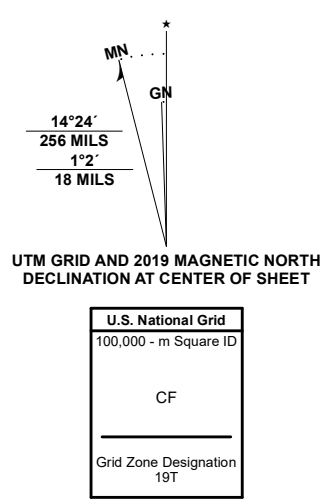 ★
MN
GN
14°24´
256 MILS
1°2´
18 MILS
UTM GRID AND 2019 MAGNETIC NORTH
DECLINATION AT CENTER OF SHEET
U.S. National Grid
100,000 - m Square ID
CF
Grid Zone Designation
19T